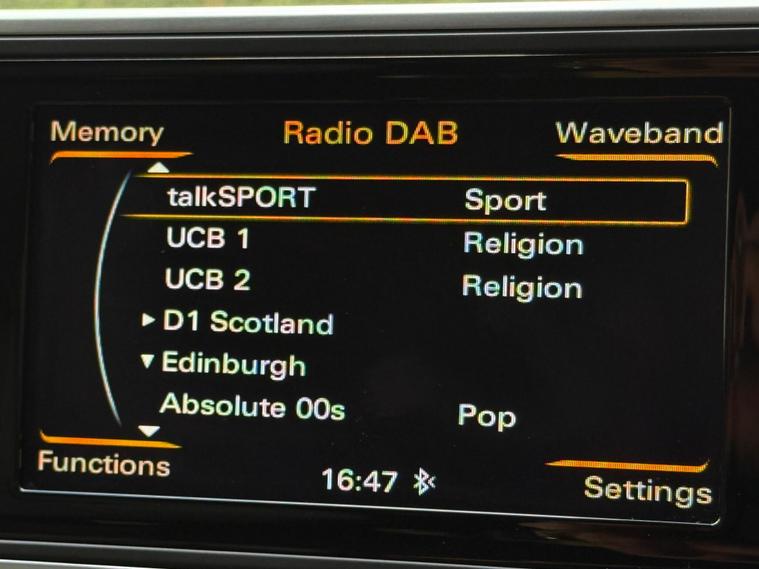 Memory
Radio DAB
Waveband
talkSPORT Sport
UCB 1 Religion
UCB 2 Religion
D1 Scotland
Edinburgh
Absolute 00s Pop
Functions
16:47
Settings